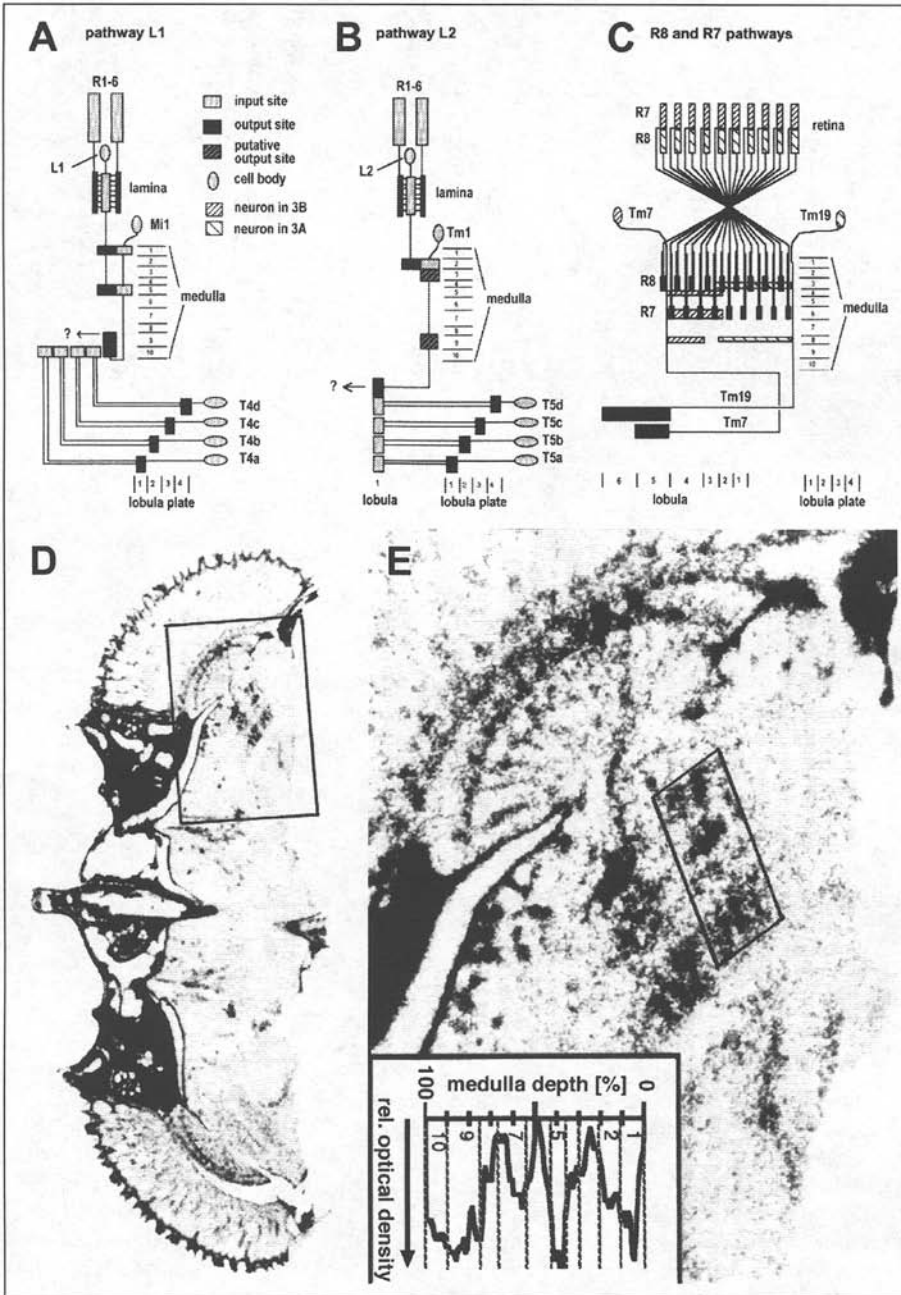 A pathway L1
B pathway L2
C R8 and R7 pathways
R1-6
L1
lamina
Mi1
1
2
3
4
5
6
7
8
9
10
medulla
?
T4d
T4c
T4b
T4a
1 2 3 4
lobula plate
input site
output site
putative
output site
cell body
neuron in 3B
neuron in 3A
R1-6
L2
lamina
Tm1
1
2
3
4
5
6
7
8
9
10
medulla
?
T5d
T5c
T5b
T5a
1
lobula
1 2 3 4
lobula plate
R7
R8
retina
Tm7
Tm19
R8
R7
1
2
3
4
5
6
7
8
9
10
medulla
Tm19
Tm7
6 5 4 3 2 1
lobula
1 2 3 4
lobula plate
D
E
100 medulla depth [%] 0
10 9 7 5 2 1
rel. optical
density